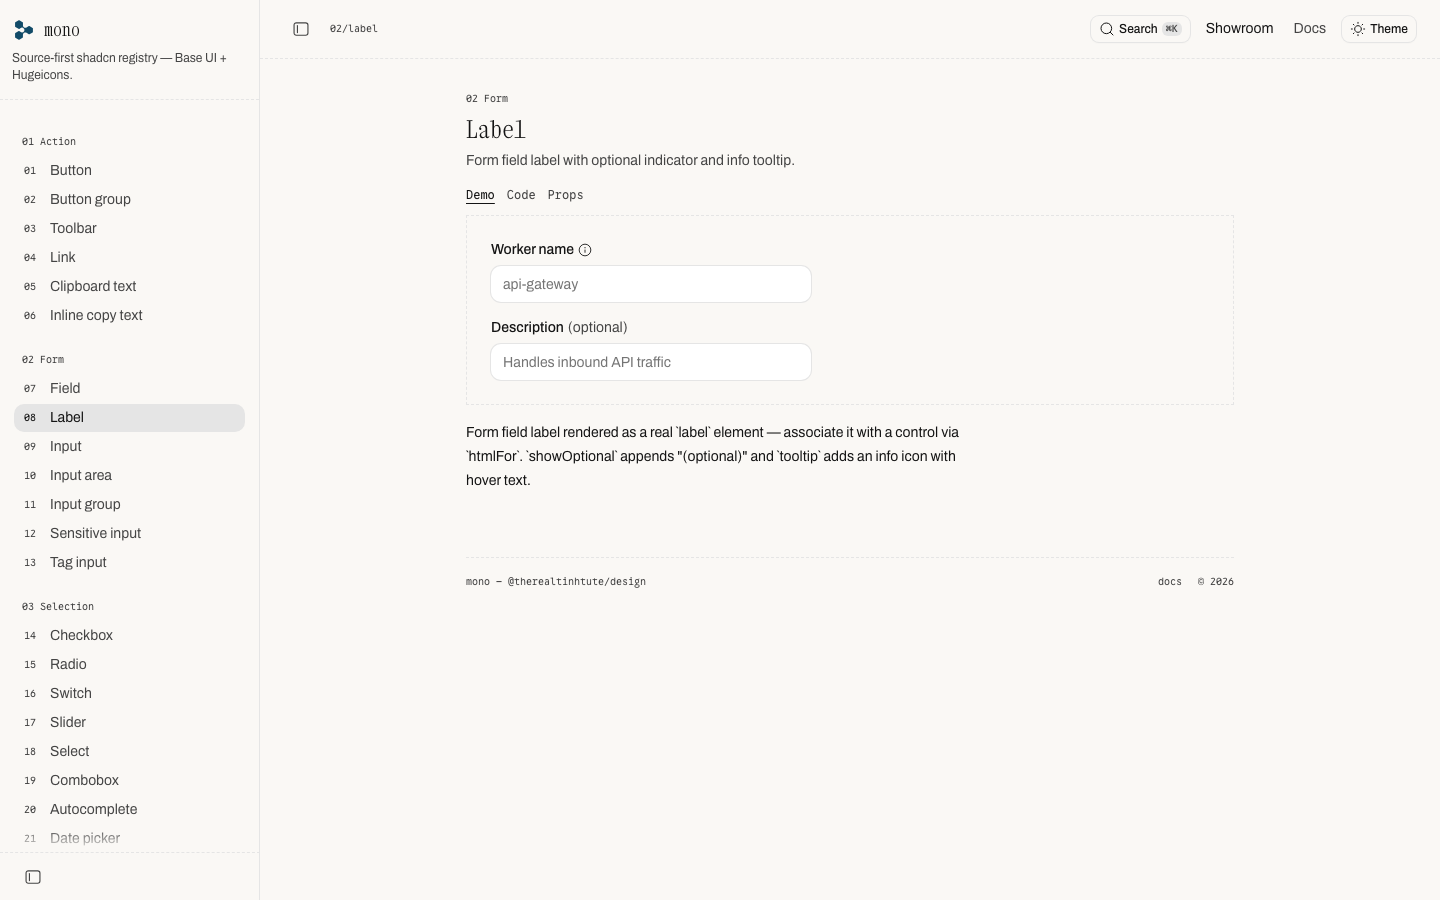 mono
Source-first shadcn registry — Base UI +
Hugeicons.
01 Action
01 Button
02 Button group
03 Toolbar
04 Link
05 Clipboard text
06 Inline copy text
02 Form
07 Field
08 Label
09 Input
10 Input area
11 Input group
12 Sensitive input
13 Tag input
03 Selection
14 Checkbox
15 Radio
16 Switch
17 Slider
18 Select
19 Combobox
20 Autocomplete
21 Date picker
02/label
Search ⌘K
Showroom
Docs
Theme
02 Form
Label
Form field label with optional indicator and info tooltip.
Demo Code Props
Worker name
api-gateway
Description (optional)
Handles inbound API traffic
Form field label rendered as a real `label` element — associate it with a control via
`htmlFor`. `showOptional` appends "(optional)" and `tooltip` adds an info icon with
hover text.
mono — @therealtinhtute/design
docs © 2026